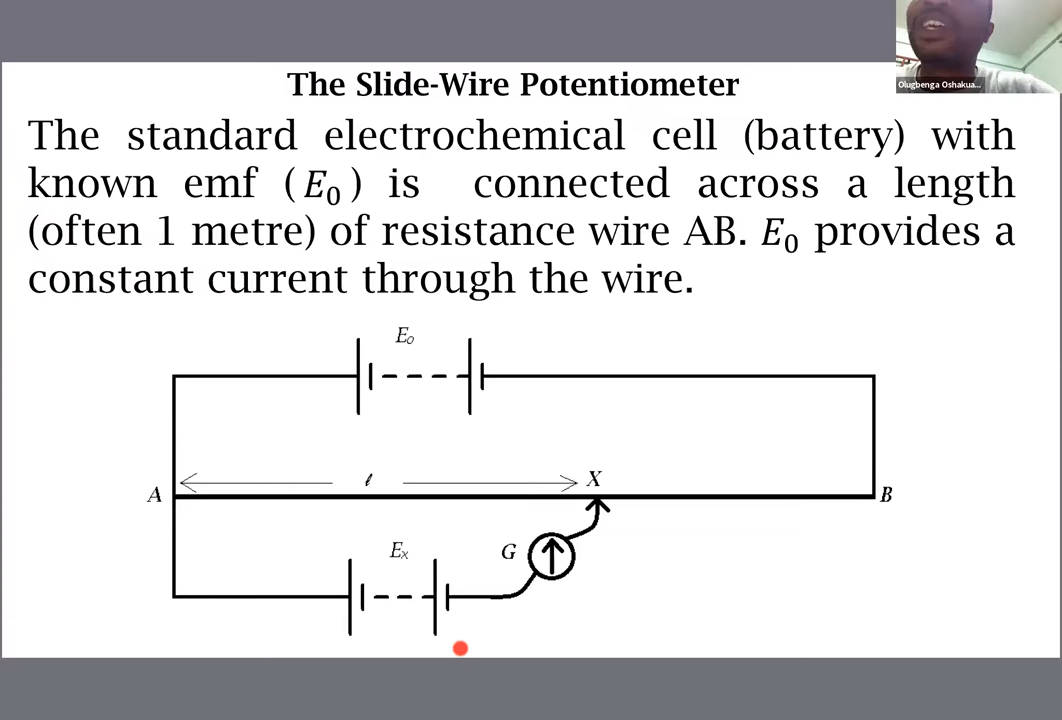 Olugbenga Oshakua...
The Slide-Wire Potentiometer
The standard electrochemical cell (battery) with
known emf (E₀) is connected across a length
(often 1 metre) of resistance wire AB. E₀ provides a
constant current through the wire.
Eₒ
ℓ
X
A
B
Eₓ
G